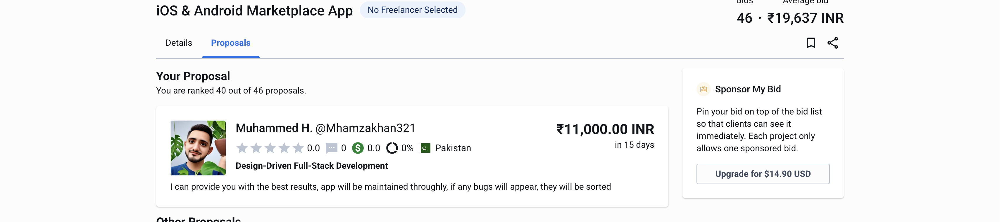 iOS & Android Marketplace App
No Freelancer Selected
Bids
Average bid
46 · ₹19,637 INR
Details
Proposals
Your Proposal
You are ranked 40 out of 46 proposals.
Muhammed H. @Mhamzakhan321
₹11,000.00 INR
in 15 days
0.0 0 0.0 0% Pakistan
Design-Driven Full-Stack Development
I can provide you with the best results, app will be maintained throughly, if any bugs will appear, they will be sorted
Sponsor My Bid
Pin your bid on top of the bid list
so that clients can see it
immediately. Each project only
allows one sponsored bid.
Upgrade for $14.90 USD
Other Proposals